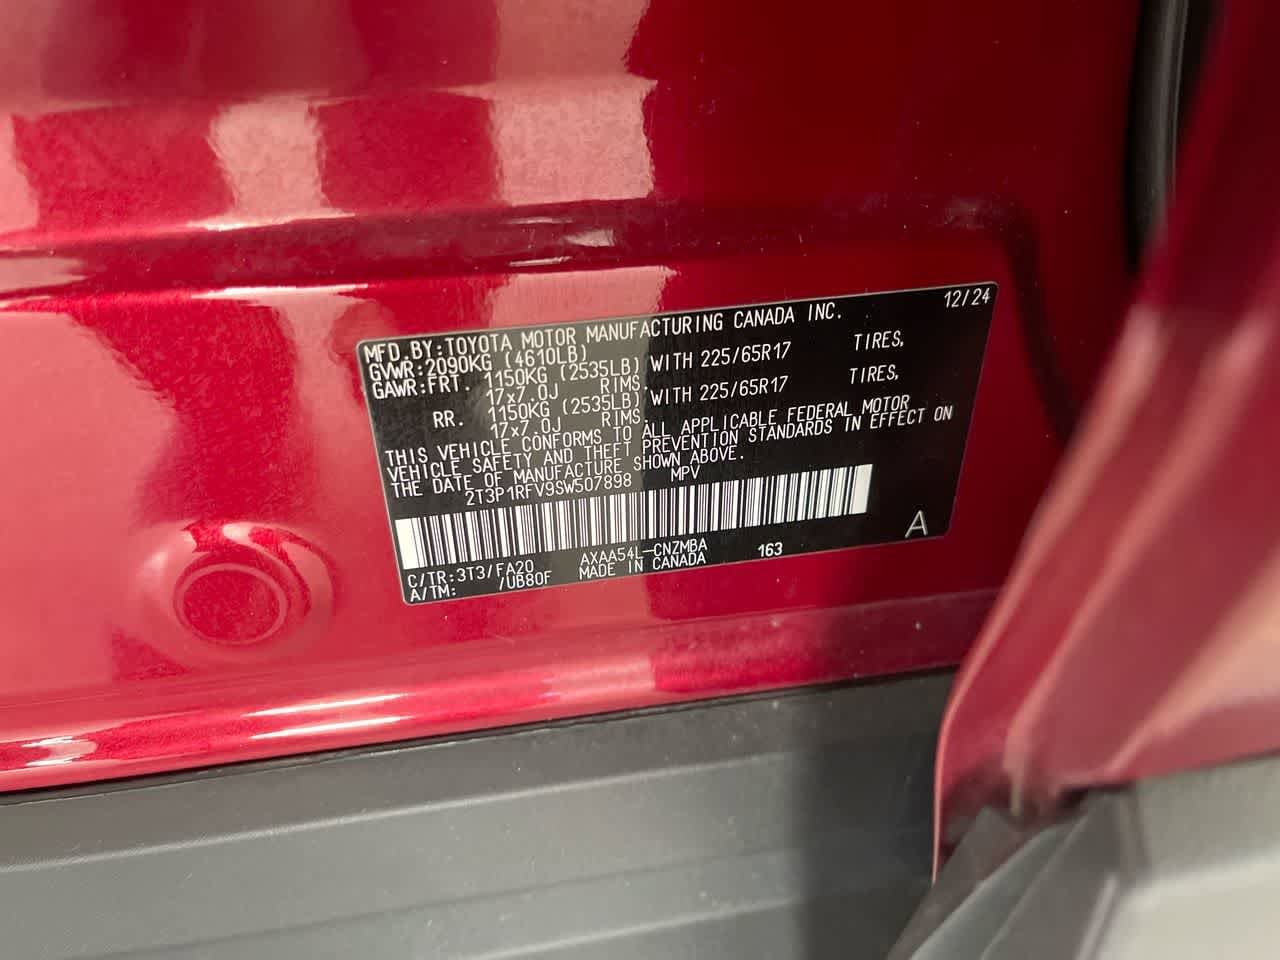 MFD.BY:TOYOTA MOTOR MANUFACTURING CANADA INC. 12/24
GVWR:2090KG (4610LB)
GAWR:FRT. 1150KG (2535LB) WITH 225/65R17 TIRES,
17x7.0J RIMS.
RR. 1150KG (2535LB) WITH 225/65R17 TIRES,
17x7.0J RIMS.
THIS VEHICLE CONFORMS TO ALL APPLICABLE FEDERAL MOTOR
VEHICLE SAFETY AND THEFT PREVENTION STANDARDS IN EFFECT ON
THE DATE OF MANUFACTURE SHOWN ABOVE.
2T3P1RFV9SW507898 MPV
A
C/TR:3T3/FA20 AXAA54L-CNZMBA 163
A/TM: /UB80F MADE IN CANADA